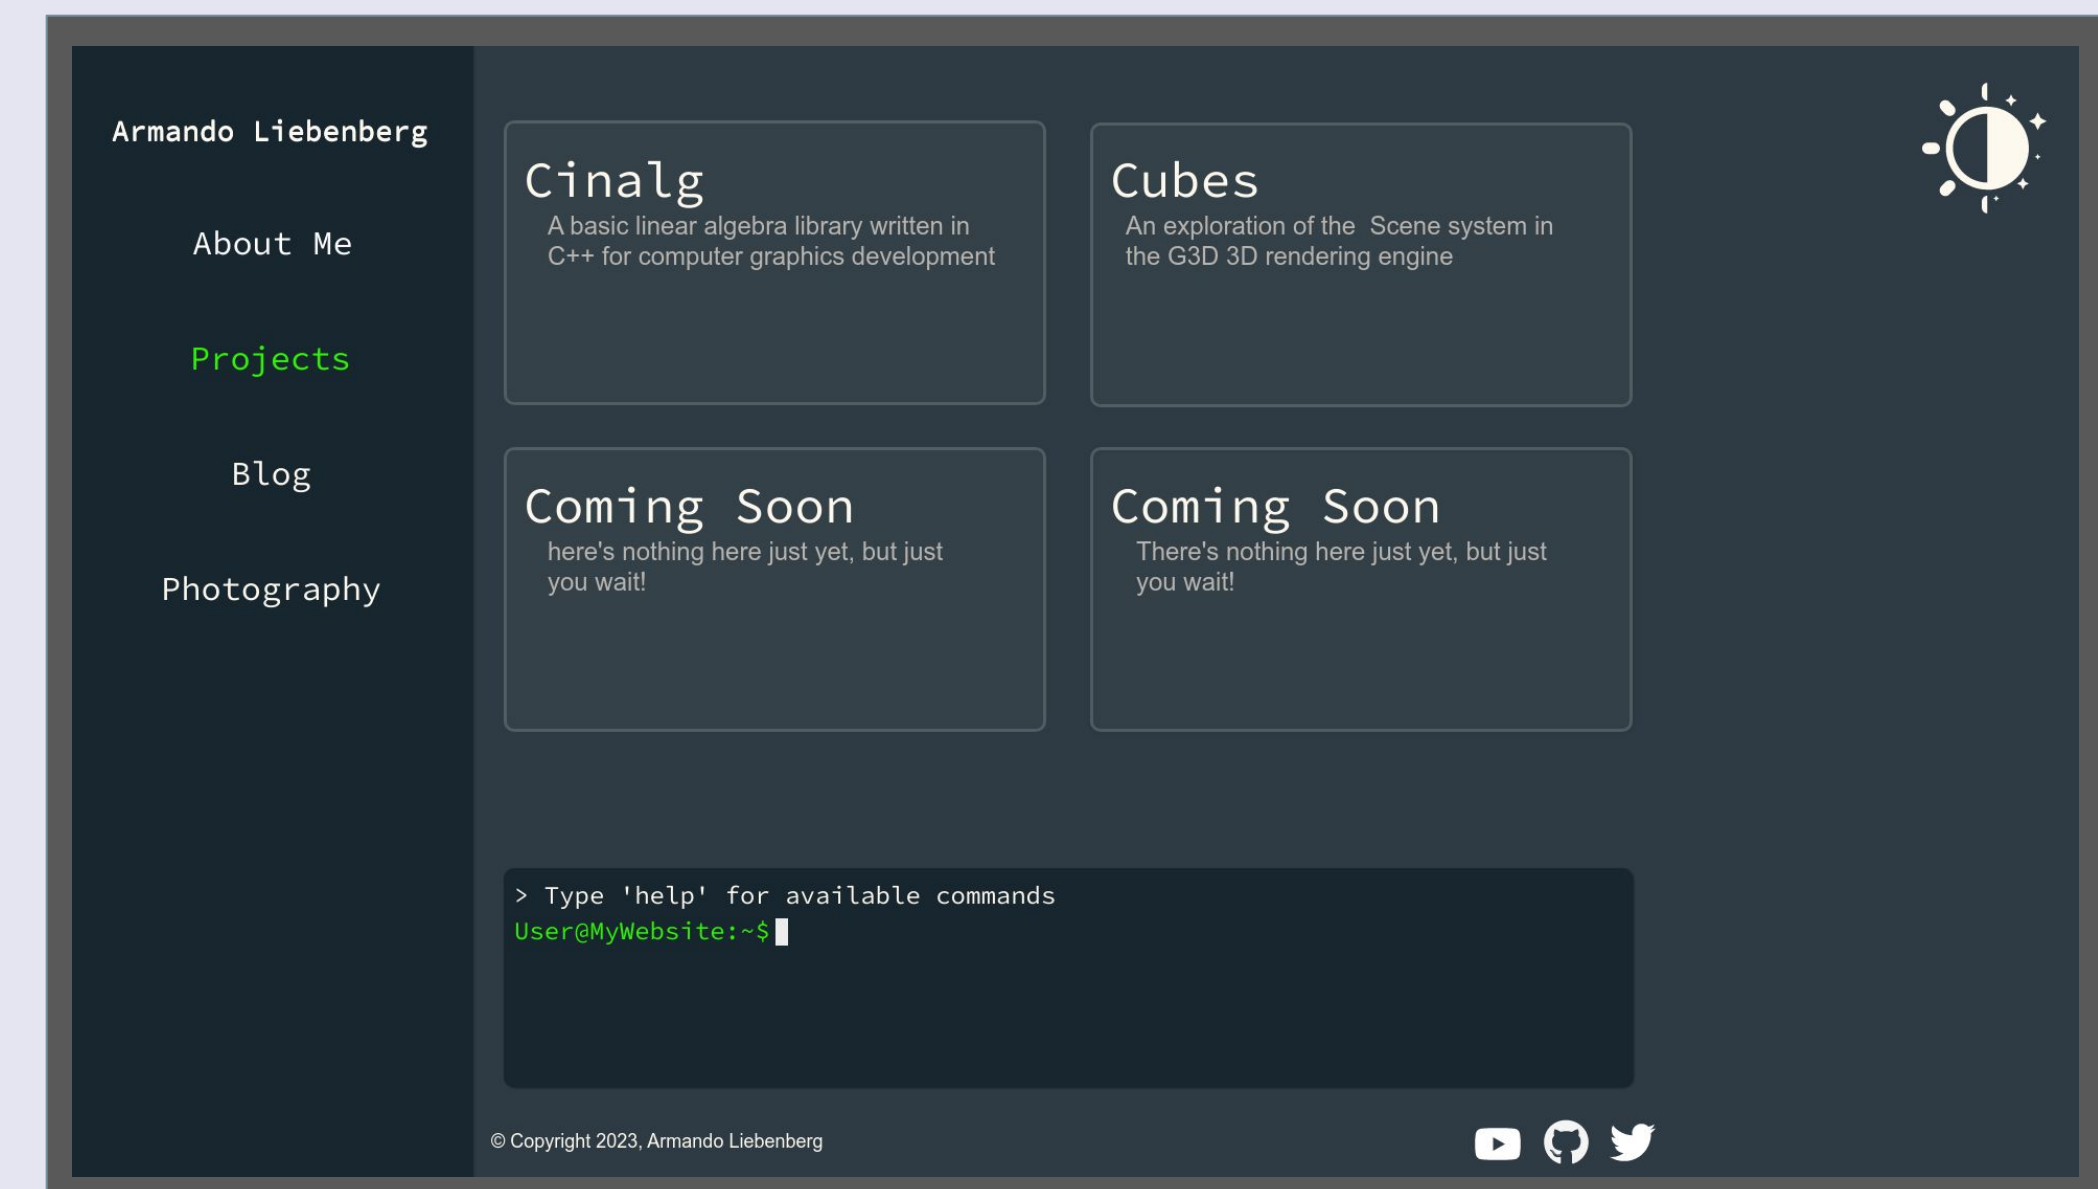 Armando Liebenberg
About Me
Projects
Blog
Photography
Cinalg
A basic linear algebra library written in
C++ for computer graphics development
Cubes
An exploration of the  Scene system in
the G3D 3D rendering engine
Coming Soon
here's nothing here just yet, but just
you wait!
Coming Soon
There's nothing here just yet, but just
you wait!
> Type 'help' for available commands
User@MyWebsite:~$
© Copyright 2023, Armando Liebenberg